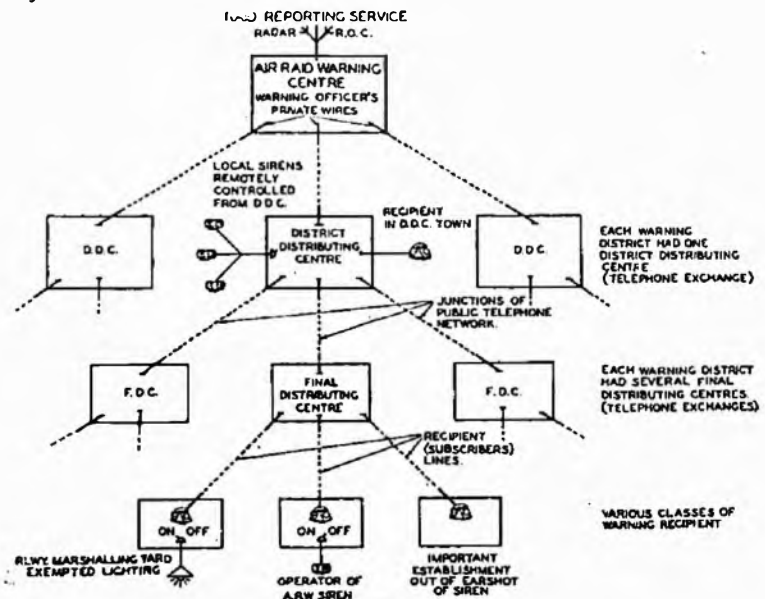 RAID REPORTING SERVICE
RADAR R.O.C.
AIR RAID WARNING
CENTRE
WARNING OFFICER'S
PRIVATE WIRES
LOCAL SIRENS
REMOTELY
CONTROLLED
FROM D.D.C.
RECIPIENT
IN D.D.C. TOWN
D.D.C.
DISTRICT
DISTRIBUTING
CENTRE
D.D.C.
EACH WARNING
DISTRICT HAD ONE
DISTRICT DISTRIBUTING
CENTRE
(TELEPHONE EXCHANGE)
JUNCTIONS OF
PUBLIC TELEPHONE
NETWORK.
F.D.C.
FINAL
DISTRIBUTING
CENTRE
F.D.C.
EACH WARNING DISTRICT
HAD SEVERAL FINAL
DISTRIBUTING CENTRES.
(TELEPHONE EXCHANGES)
RECIPIENT
(SUBSCRIBERS)
LINES.
ON OFF
ON OFF
VARIOUS CLASSES OF
WARNING RECIPIENT
RLWY. MARSHALLING YARD
EXEMPTED LIGHTING
OPERATOR OF
A.R.W. SIREN
IMPORTANT
ESTABLISHMENT
OUT OF EARSHOT
OF SIREN